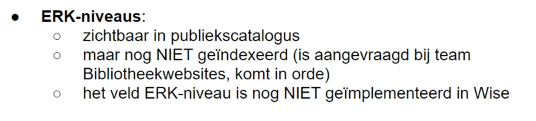 ● ERK-niveaus:
○ zichtbaar in publiekscatalogus
○ maar nog NIET geïndexeerd (is aangevraagd bij team
Bibliotheekwebsites, komt in orde)
○ het veld ERK-niveau is nog NIET geïmplementeerd in Wise